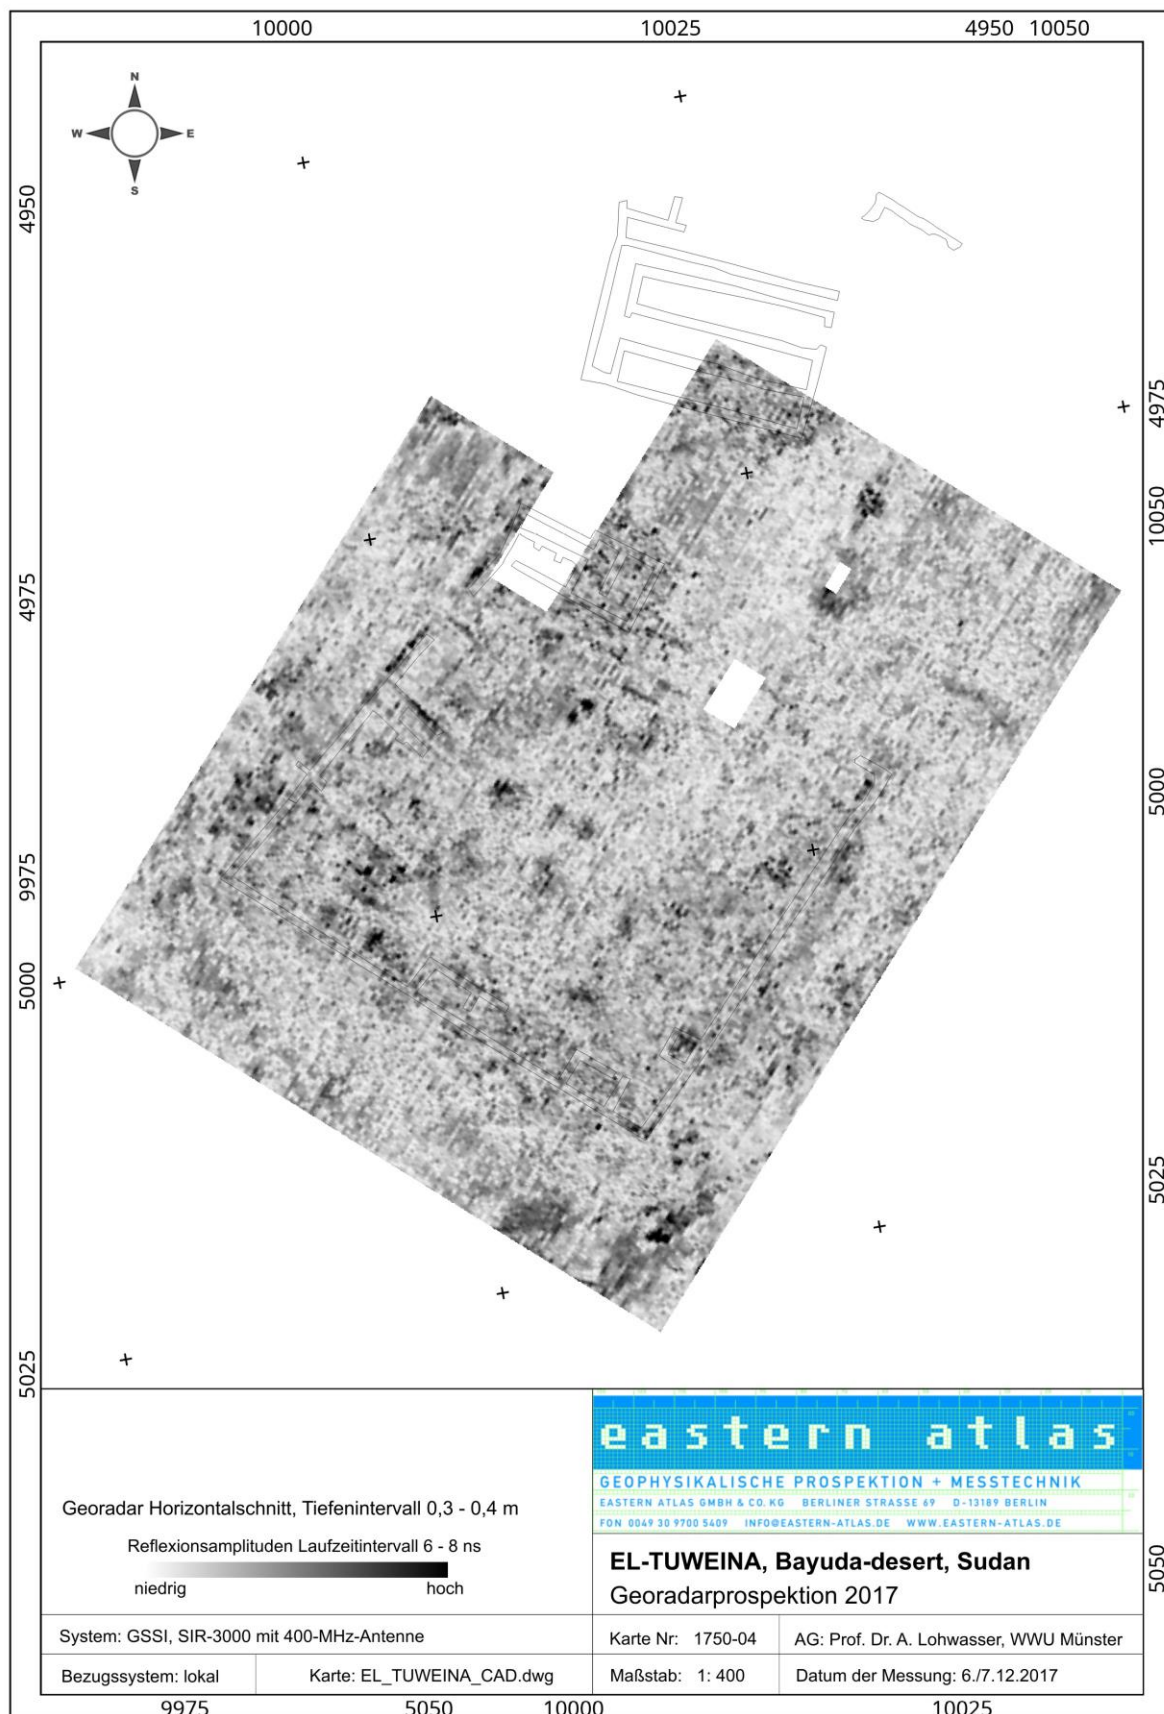 10000 10025 4950 10050
N
W E
S
4950
4975
9975
5000
5025
4975
10050
5000
5025
5050
Georadar Horizontalschnitt, Tiefenintervall 0,3 - 0,4 m
Reflexionsamplituden Laufzeitintervall 6 - 8 ns
niedrig hoch
System: GSSI, SIR-3000 mit 400-MHz-Antenne
Bezugssystem: lokal Karte: EL_TUWEINA_CAD.dwg
eastern atlas
GEOPHYSIKALISCHE PROSPEKTION + MESSTECHNIK
EASTERN ATLAS GMBH & CO. KG BERLINER STRASSE 69 D-13189 BERLIN
FON 0049 30 9700 5409 INFO@EASTERN-ATLAS.DE WWW.EASTERN-ATLAS.DE
EL-TUWEINA, Bayuda-desert, Sudan
Georadarprospektion 2017
Karte Nr: 1750-04 AG: Prof. Dr. A. Lohwasser, WWU Münster
Maßstab: 1: 400 Datum der Messung: 6./7.12.2017
9975 5050 10000 10025